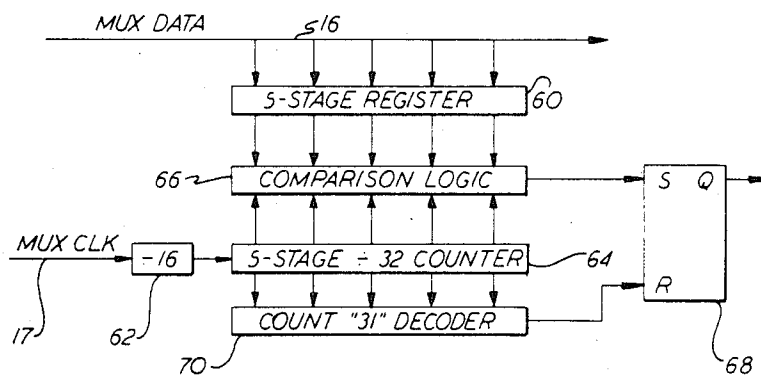 MUX DATA 16
5-STAGE REGISTER 60
66 COMPARISON LOGIC S Q
MUX CLK ÷16 5-STAGE ÷ 32 COUNTER 64 R
17 62 70 COUNT "31" DECODER 68